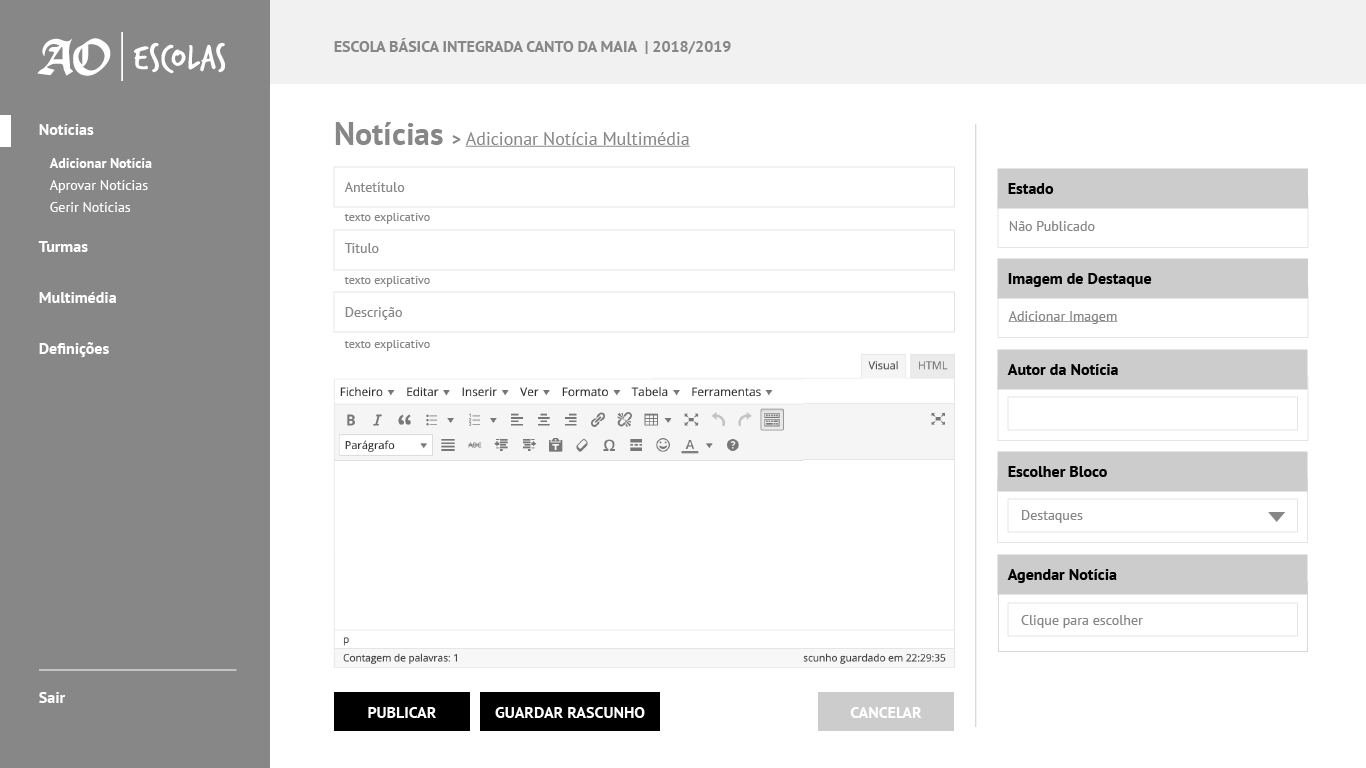 AO | ESCOLAS
Notícias
Adicionar Notícia
Aprovar Notícias
Gerir Notícias
Turmas
Multimédia
Definições
Sair
ESCOLA BÁSICA INTEGRADA CANTO DA MAIA | 2018/2019
Notícias > Adicionar Notícia Multimédia
Antetítulo
texto explicativo
Título
texto explicativo
Descrição
texto explicativo
Visual HTML
Ficheiro Editar Inserir Ver Formato Tabela Ferramentas
B I
Parágrafo ABC Ω A ?
p
Contagem de palavras: 1 scunho guardado em 22:29:35
PUBLICAR GUARDAR RASCUNHO CANCELAR
Estado
Não Publicado
Imagem de Destaque
Adicionar Imagem
Autor da Notícia
Escolher Bloco
Destaques
Agendar Notícia
Clique para escolher